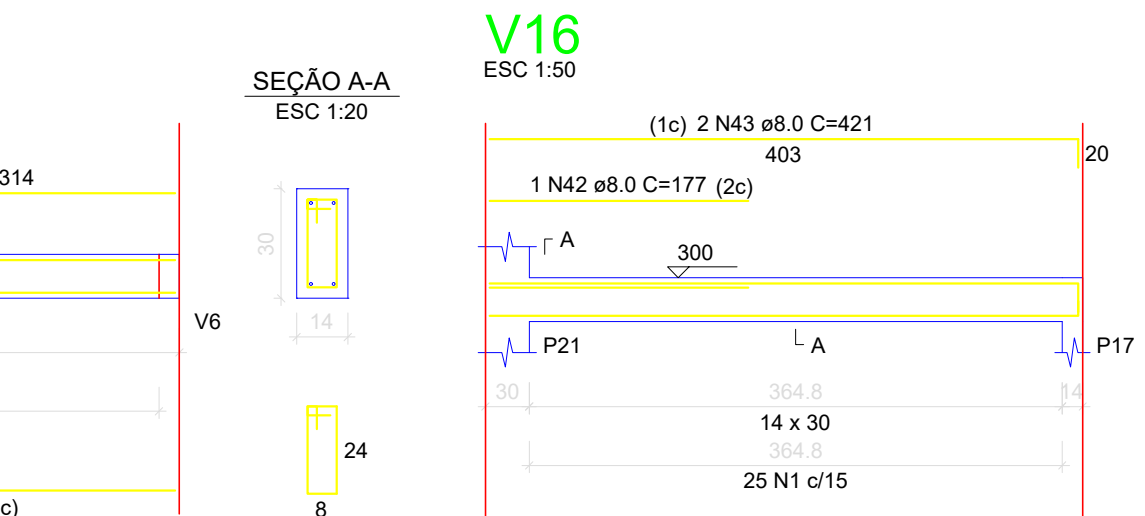 V16
ESC 1:50
SEÇÃO A-A
ESC 1:20
(1c) 2 N43 ø8.0 C=421
403
20
314
1 N42 ø8.0 C=177 (2c)
A
30
300
14
V6
P21
A
P17
30
364.8
14
14 x 30
364.8
25 N1 c/15
24
8
c)